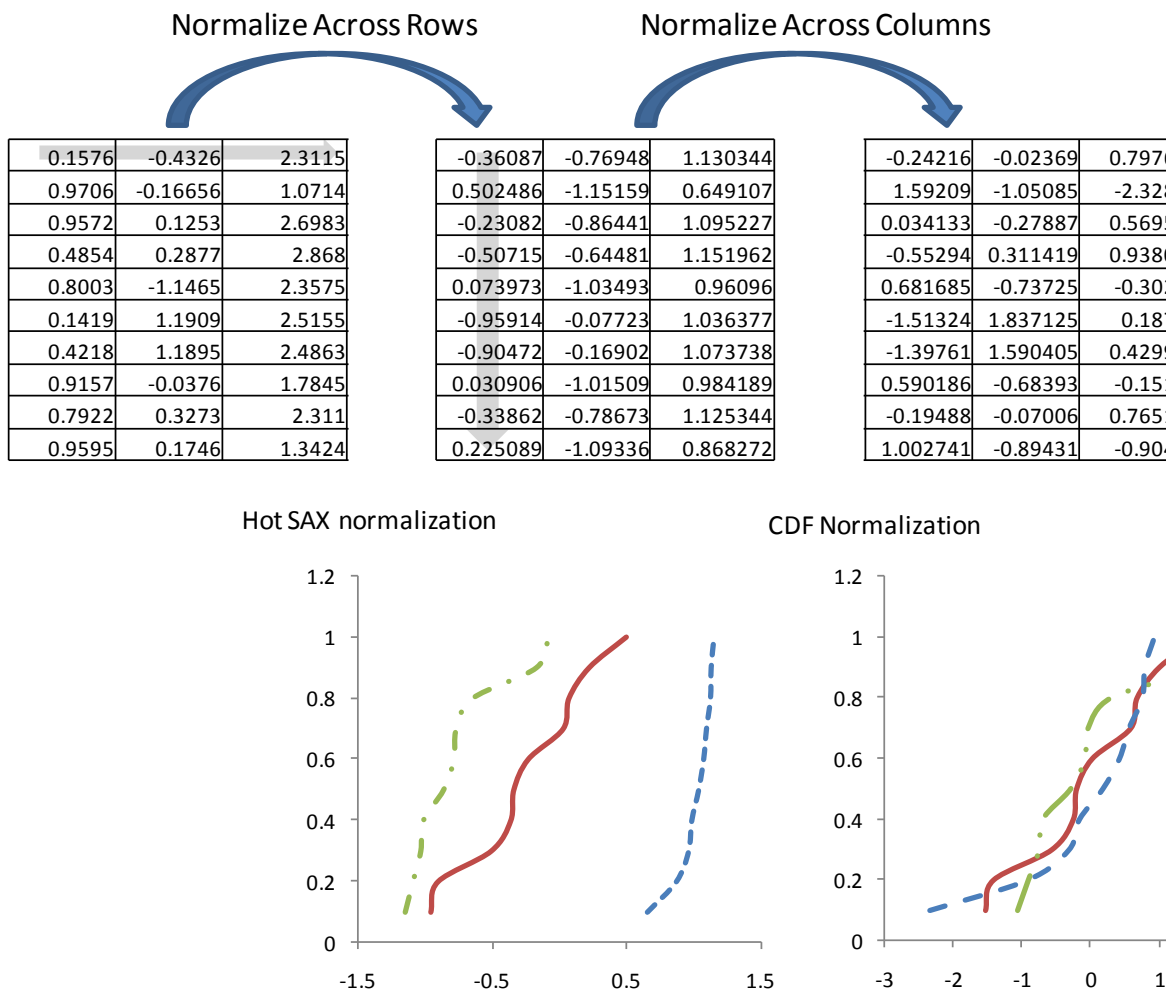 Normalize Across Rows Normalize Across Columns
0.1576 -0.4326 2.3115 -0.36087 -0.76948 1.130344 -0.24216 -0.02369
0.9706 -0.16656 1.0714 0.502486 -1.15159 0.649107 1.59209 -1.05085
0.9572 0.1253 2.6983 -0.23082 -0.86441 1.095227 0.034133 -0.27887
0.4854 0.2877 2.868 -0.50715 -0.64481 1.151962 -0.55294 0.311419
0.8003 -1.1465 2.3575 0.073973 -1.03493 0.96096 0.681685 -0.73725
0.1419 1.1909 2.5155 -0.95914 -0.07723 1.036377 -1.51324 1.837125
0.4218 1.1895 2.4863 -0.90472 -0.16902 1.073738 -1.39761 1.590405
0.9157 -0.0376 1.7845 0.030906 -1.01509 0.984189 0.590186 -0.68393
0.7922 0.3273 2.311 -0.33862 -0.78673 1.125344 -0.19488 -0.07006
0.9595 0.1746 1.3424 0.225089 -1.09336 0.868272 1.002741 -0.89431
Hot SAX normalization CDF Normalization
1.2 1.2
1 1
0.8 0.8
0.6 0.6
0.4 0.4
0.2 0.2
0 0
-1.5 -0.5 0.5 1.5 -3 -2 -1 0 1